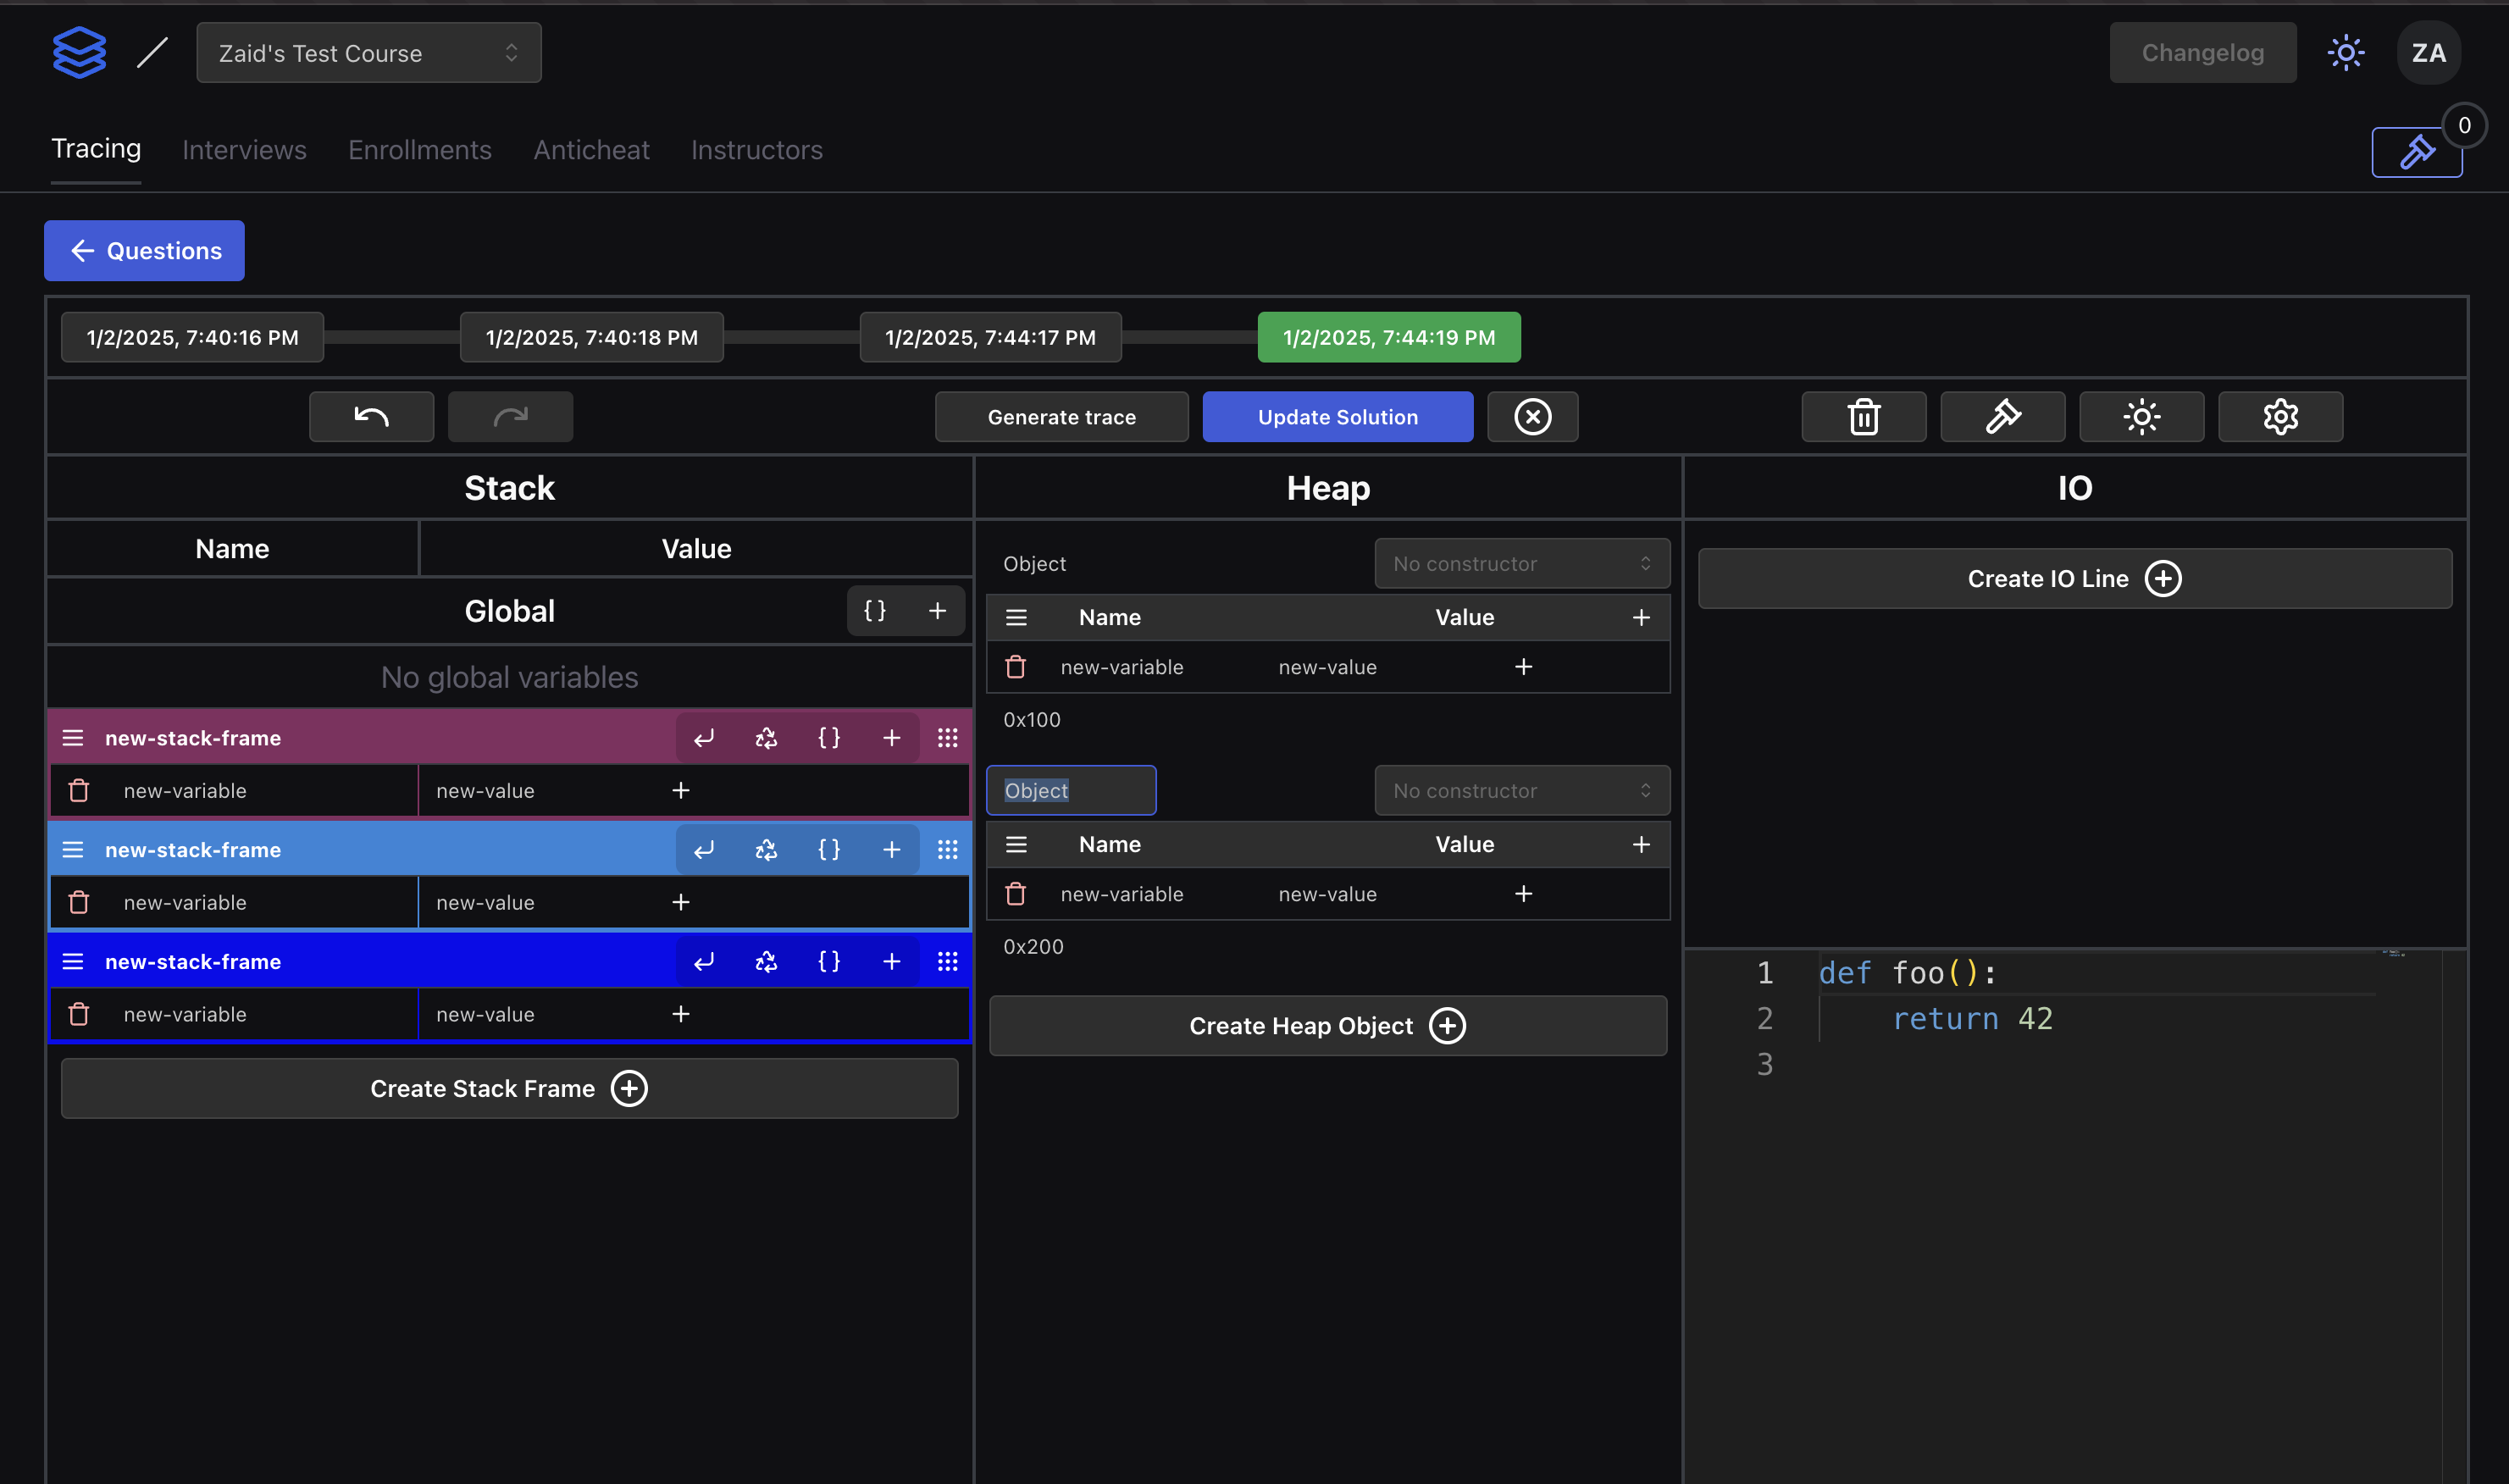 Zaid's Test Course
Changelog
ZA
Tracing Interviews Enrollments Anticheat Instructors
0
Questions
1/2/2025, 7:40:16 PM
1/2/2025, 7:40:18 PM
1/2/2025, 7:44:17 PM
1/2/2025, 7:44:19 PM
Generate trace
Update Solution
Stack
Name Value
Global { } +
No global variables
new-stack-frame { } +
new-variable new-value +
new-stack-frame { } +
new-variable new-value +
new-stack-frame { } +
new-variable new-value +
Create Stack Frame
Heap
Object No constructor
Name Value +
new-variable new-value +
0x100
Object No constructor
Name Value +
new-variable new-value +
0x200
Create Heap Object
IO
Create IO Line
1 def foo():
2     return 42
3